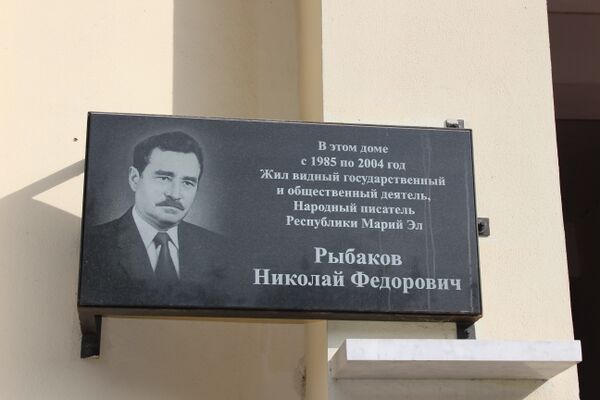 В этом доме
с 1985 по 2004 год
Жил видный государственный
и общественный деятель,
Народный писатель
Республики Марий Эл
Рыбаков
Николай Федорович